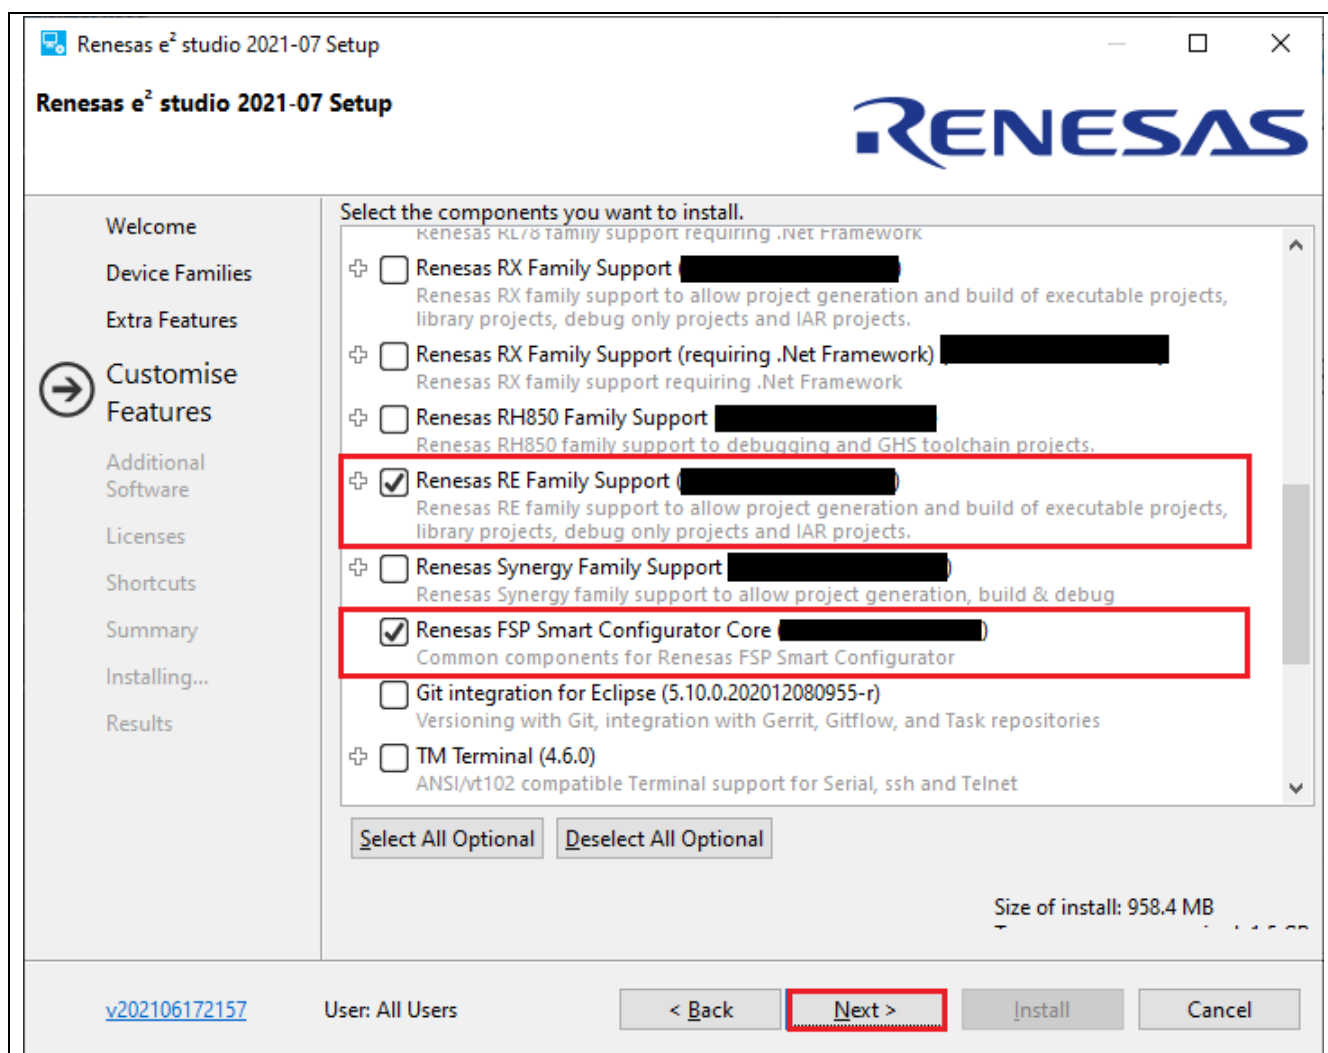 Renesas e² studio 2021-07 Setup
Renesas e² studio 2021-07 Setup
RENESAS
Welcome
Device Families
Extra Features
Customise
Features
Additional
Software
Licenses
Shortcuts
Summary
Installing...
Results
Select the components you want to install.
Renesas RL78 family support requiring .Net Framework
Renesas RX Family Support ( )
Renesas RX family support to allow project generation and build of executable projects,
library projects, debug only projects and IAR projects.
Renesas RX Family Support (requiring .Net Framework)
Renesas RX family support requiring .Net Framework
Renesas RH850 Family Support
Renesas RH850 family support to debugging and GHS toolchain projects.
Renesas RE Family Support ( )
Renesas RE family support to allow project generation and build of executable projects,
library projects, debug only projects and IAR projects.
Renesas Synergy Family Support )
Renesas Synergy family support to allow project generation, build & debug
Renesas FSP Smart Configurator Core ( )
Common components for Renesas FSP Smart Configurator
Git integration for Eclipse (5.10.0.202012080955-r)
Versioning with Git, integration with Gerrit, Gitflow, and Task repositories
TM Terminal (4.6.0)
ANSI/vt102 compatible Terminal support for Serial, ssh and Telnet
Select All Optional
Deselect All Optional
Size of install: 958.4 MB
v202106172157
User: All Users
< Back
Next >
Install
Cancel